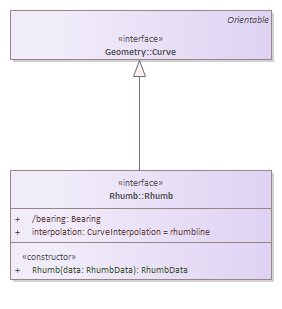 Orientable
«interface»
Geometry::Curve
«interface»
Rhumb::Rhumb
+ /bearing: Bearing
+ interpolation: CurveInterpolation = rhumbline
«constructor»
+ Rhumb(data: RhumbData): RhumbData